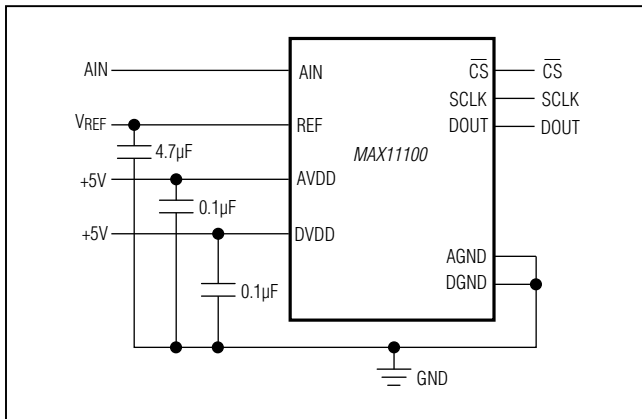 AIN
AIN
CS
CS
SCLK
SCLK
VREF
REF
DOUT
DOUT
MAX11100
4.7µF
+5V
AVDD
0.1µF
+5V
DVDD
AGND
DGND
0.1µF
GND